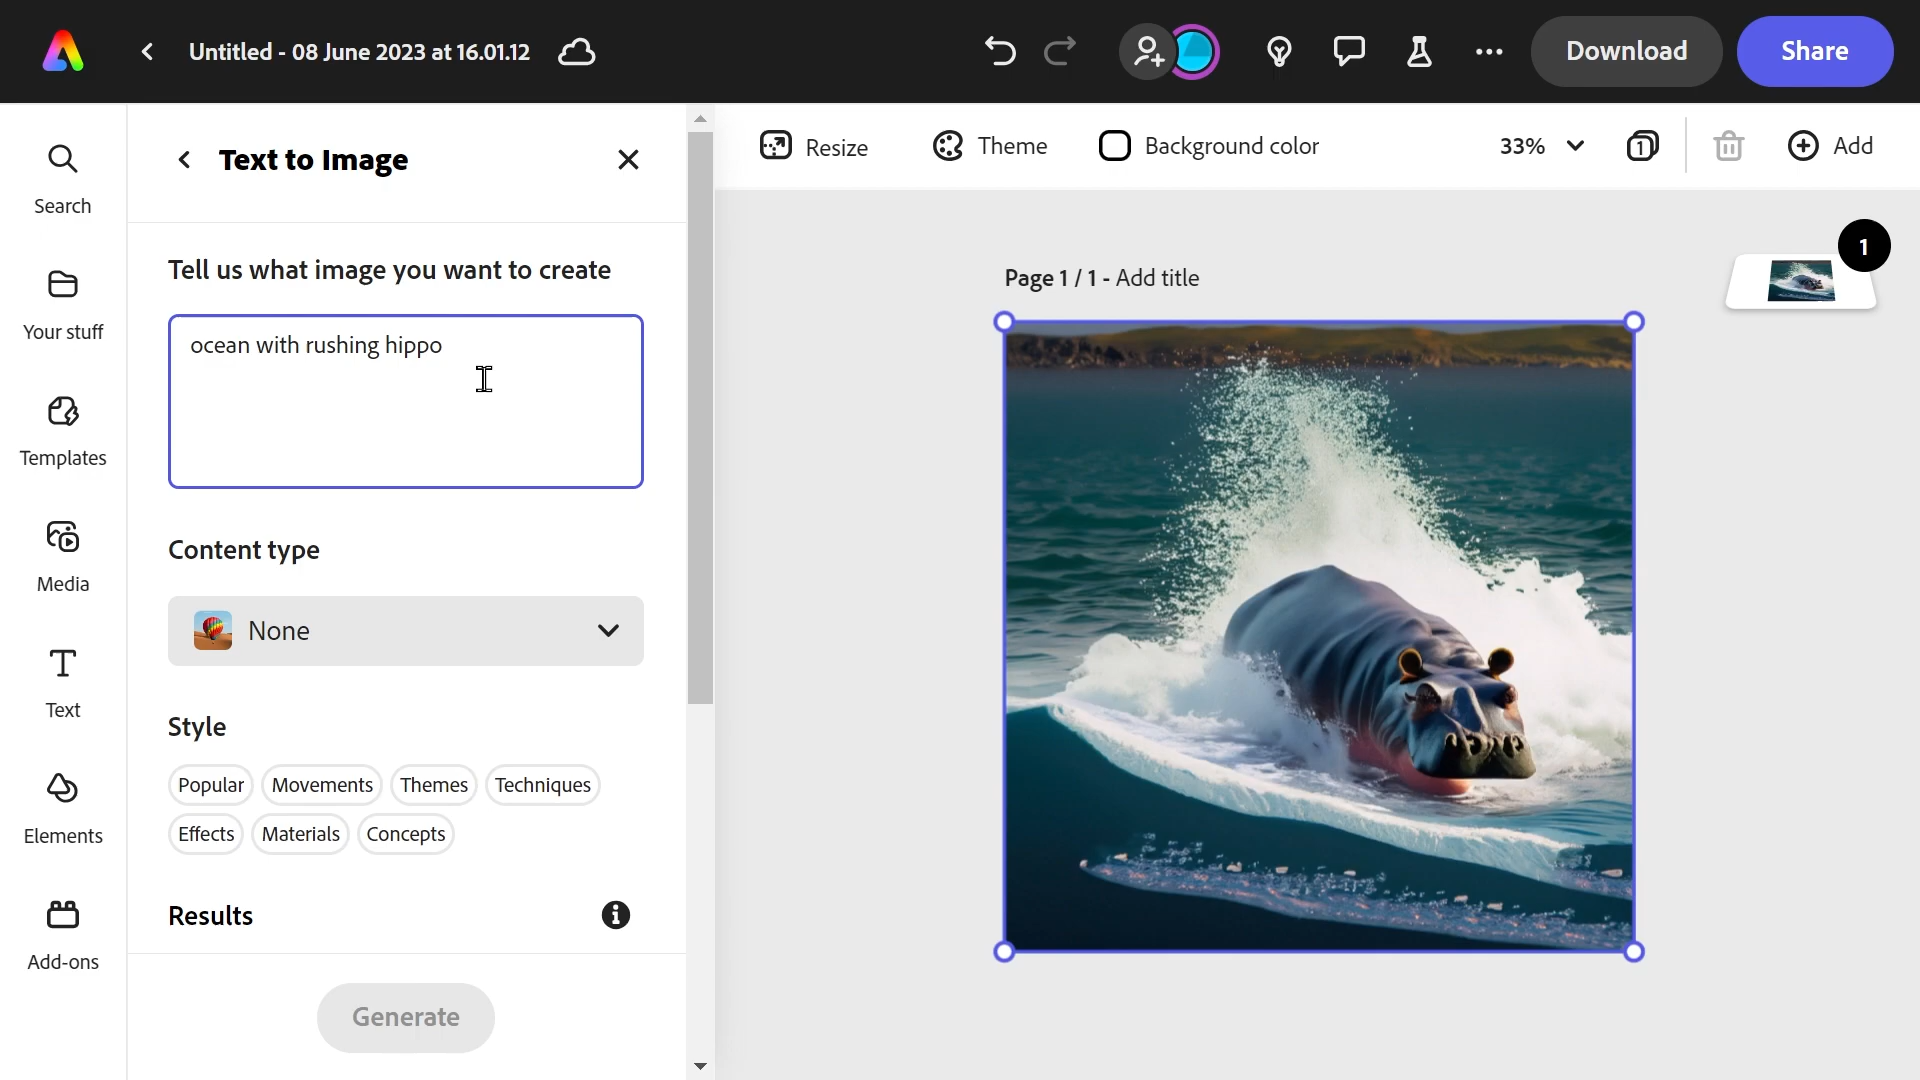 Untitled - 08 June 2023 at 16.01.12
Download
Share
Search
Your stuff
Templates
Media
Text
Elements
Add-ons
Text to Image
Tell us what image you want to create
ocean with rushing hippo
Content type
None
Style
Popular Movements Themes Techniques
Effects Materials Concepts
Results
Generate
Resize
Theme
Background color
33%
1
Add
Page 1 / 1 - Add title
1